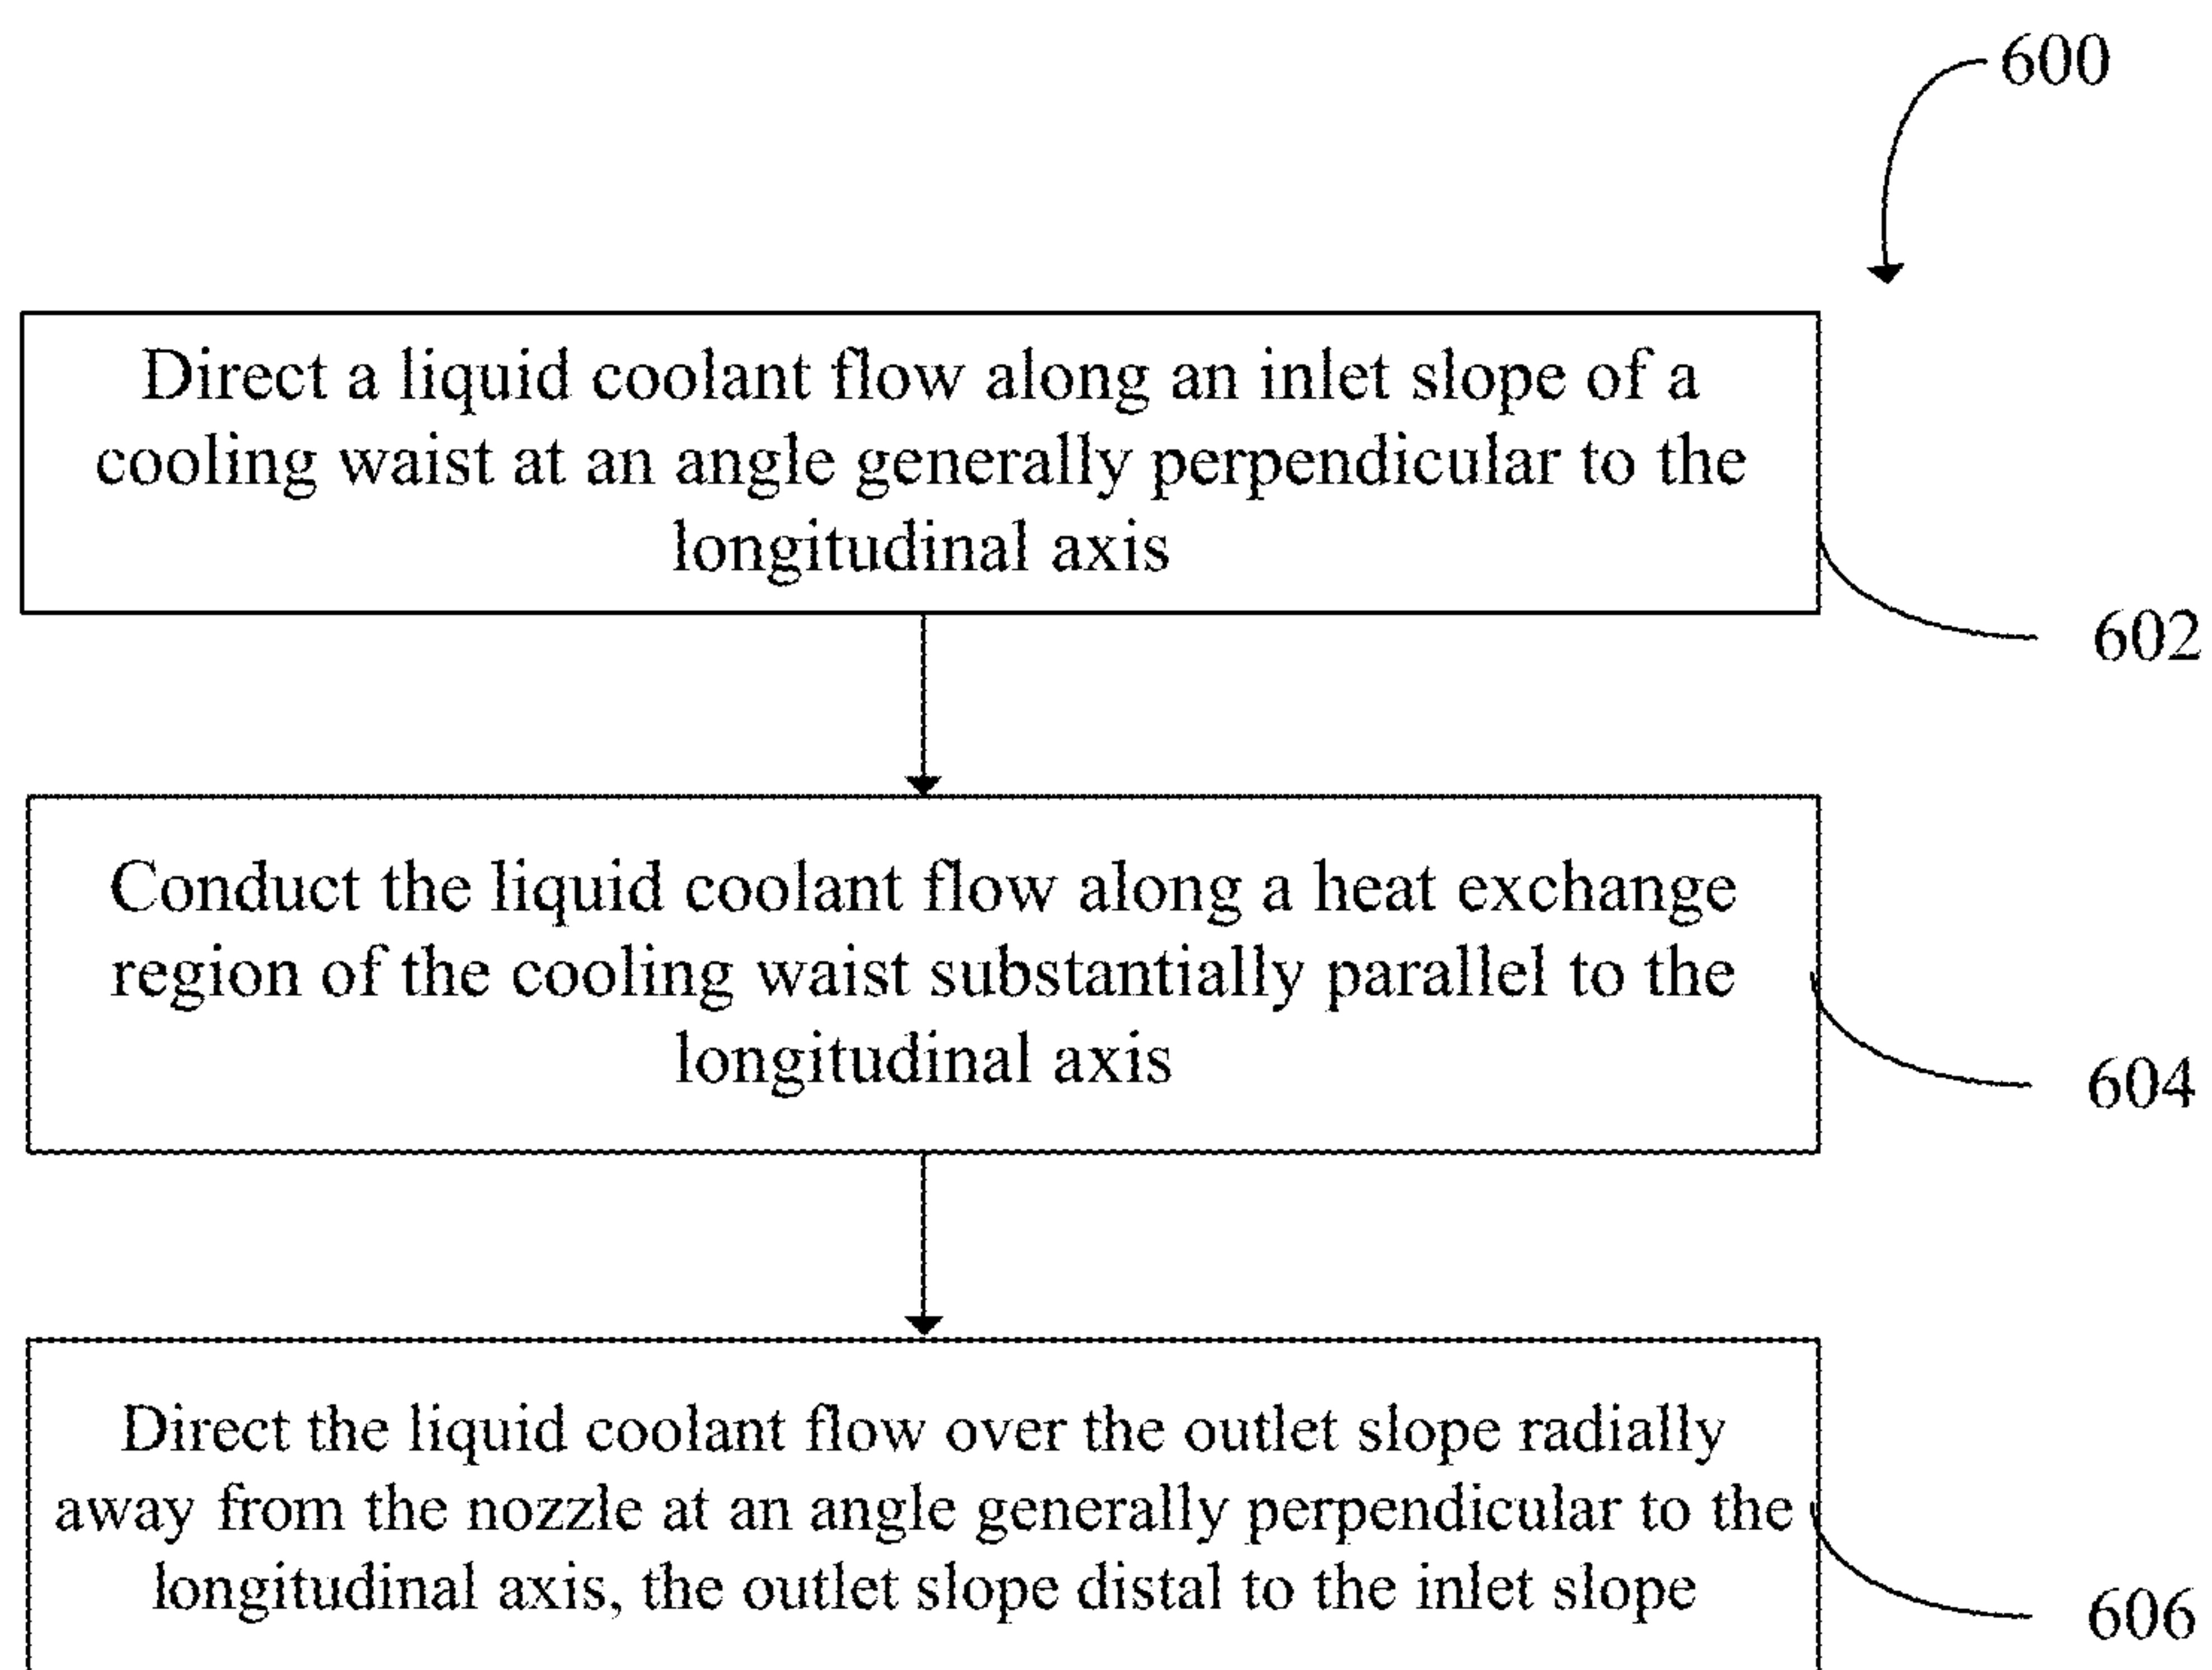 600
Direct a liquid coolant flow along an inlet slope of a
cooling waist at an angle generally perpendicular to the
longitudinal axis
602
Conduct the liquid coolant flow along a heat exchange
region of the cooling waist substantially parallel to the
longitudinal axis
604
Direct the liquid coolant flow over the outlet slope radially
away from the nozzle at an angle generally perpendicular to the
longitudinal axis, the outlet slope distal to the inlet slope
606